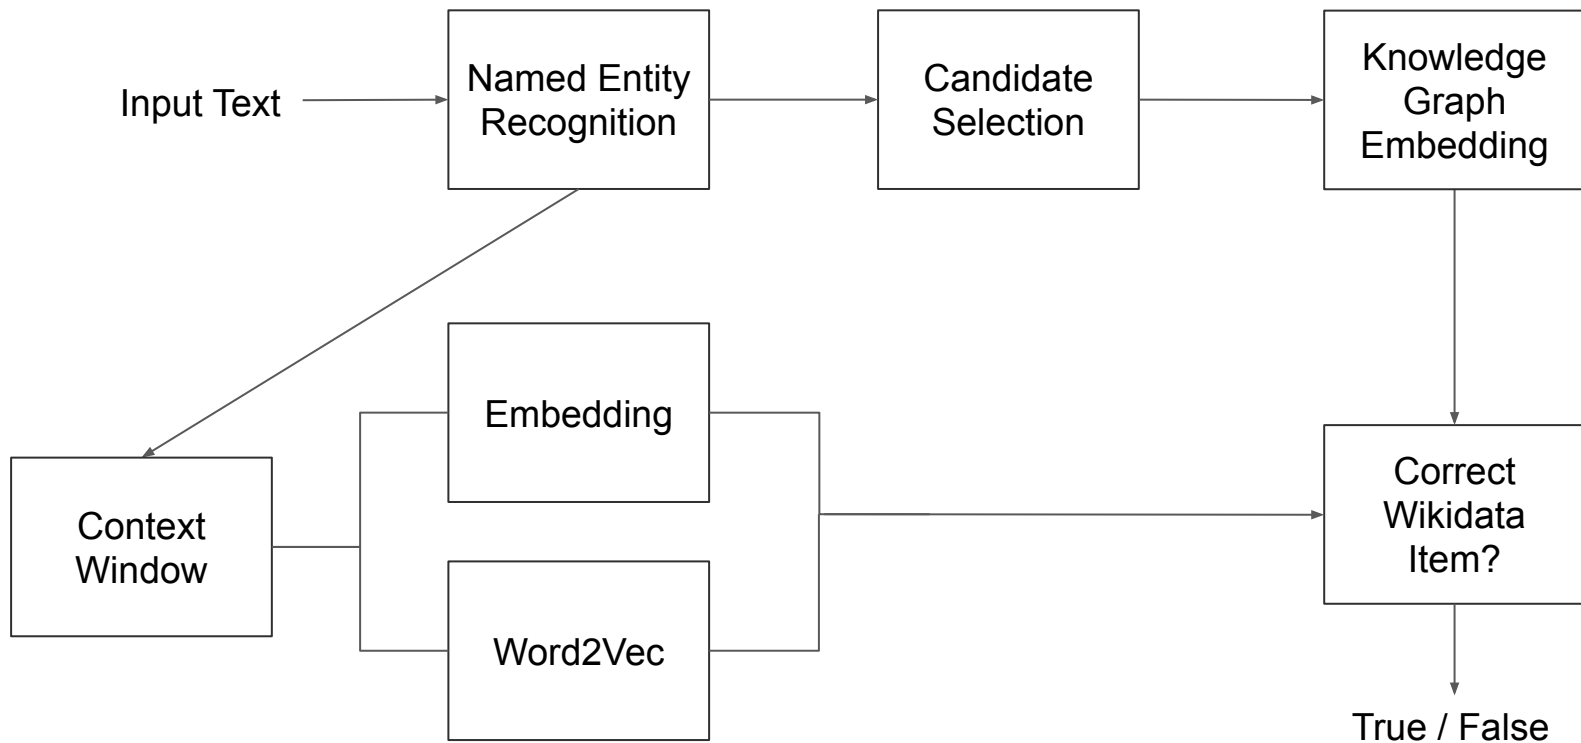 Input Text
Named Entity
Recognition
Candidate
Selection
Knowledge
Graph
Embedding
Embedding
Context
Window
Word2Vec
Correct
Wikidata
Item?
True / False